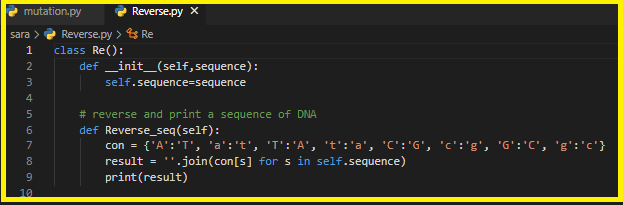 mutation.py Reverse.py ×
sara > Reverse.py > Re
1 class Re():
2     def __init__(self,sequence):
3         self.sequence=sequence
4
5     # reverse and print a sequence of DNA
6     def Reverse_seq(self):
7         con = {'A':'T', 'a':'t', 'T':'A', 't':'a', 'C':'G', 'c':'g', 'G':'C', 'g':'c'}
8         result = ''.join(con[s] for s in self.sequence)
9         print(result)
10